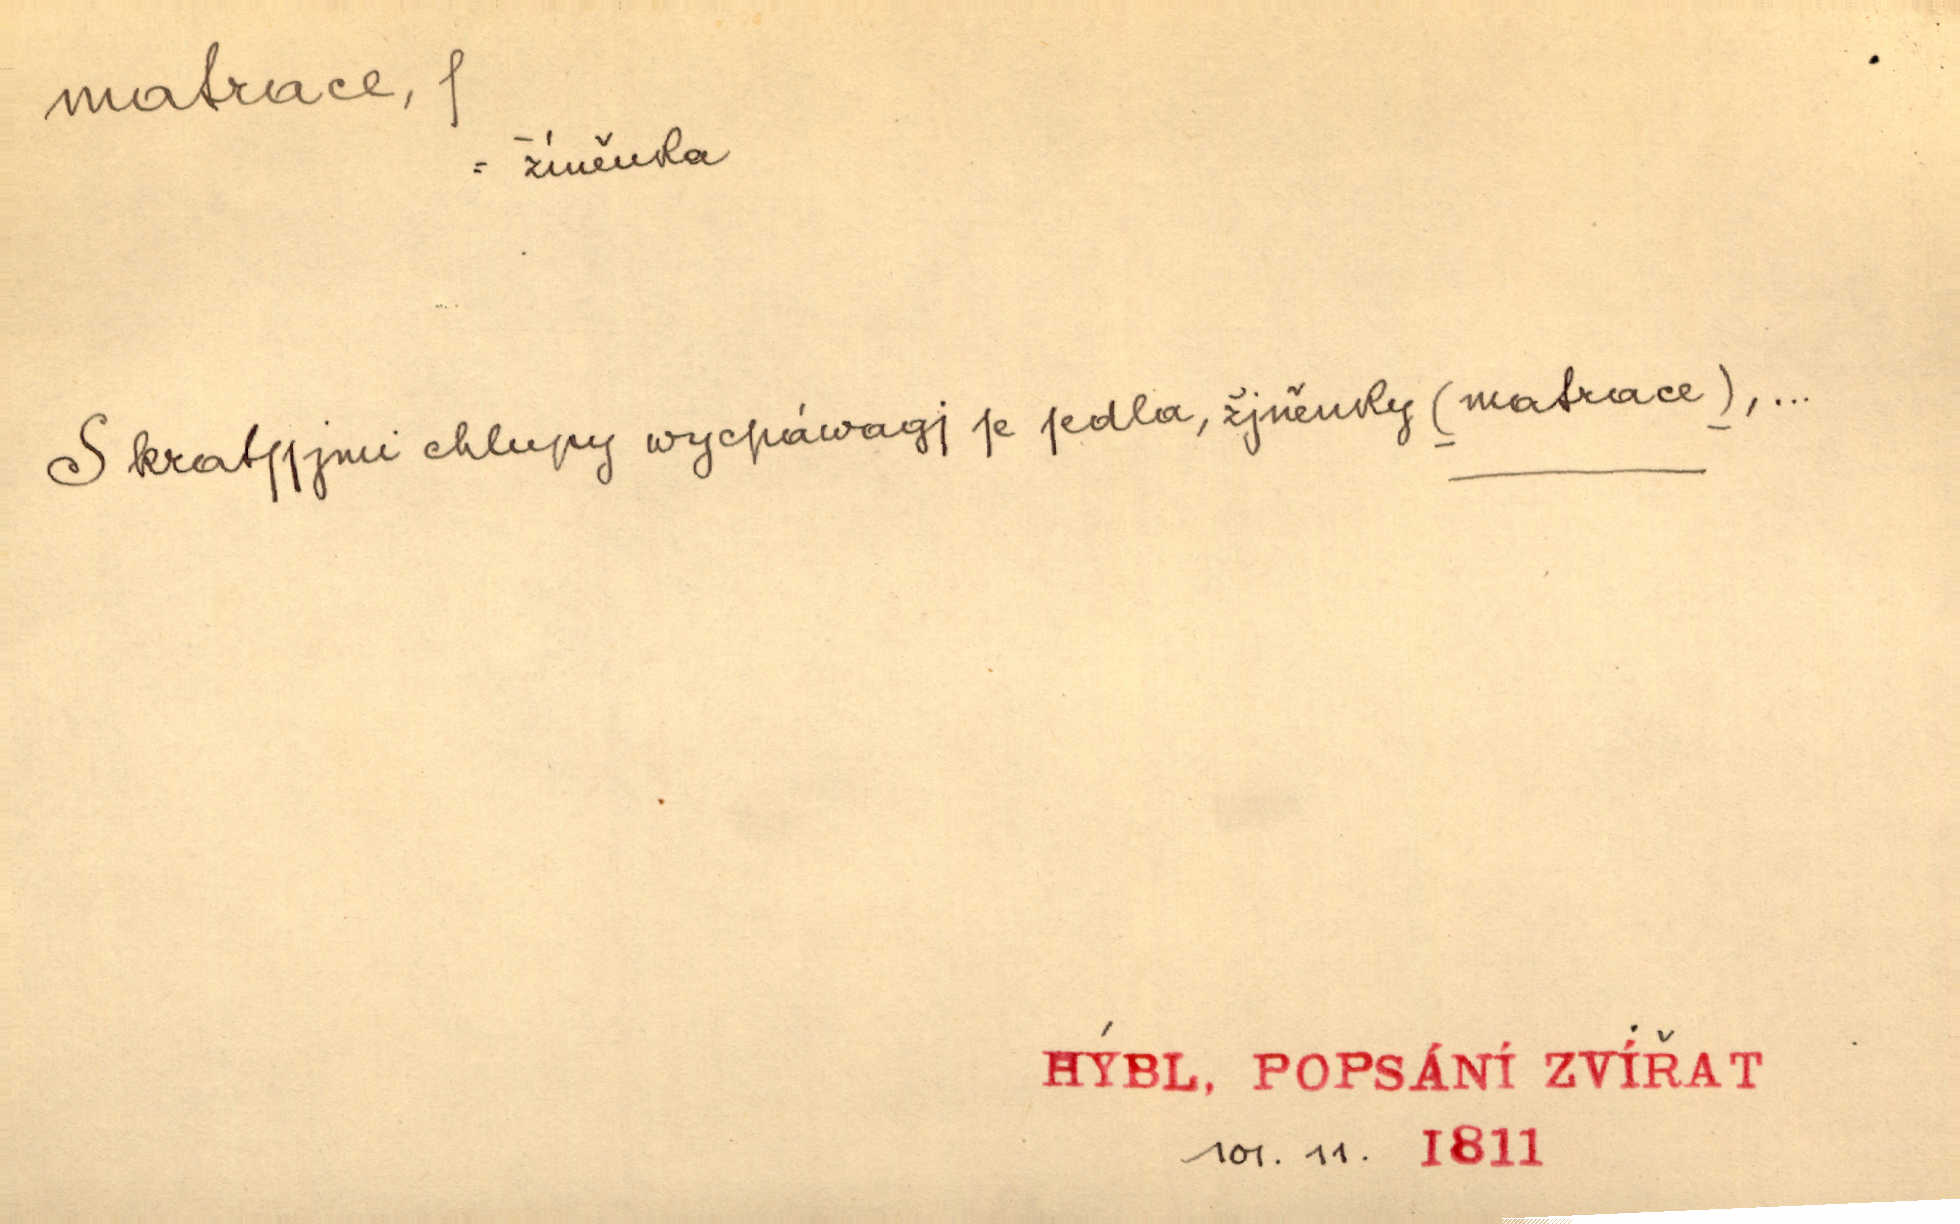 matrace, f
= žíněnka
S kratſſjmi chlupy wycpáwagj ſe ſedla, žjněnky (matrace), ...
HÝBL, POPSÁNÍ ZVÍŘAT
101. 11. 1811